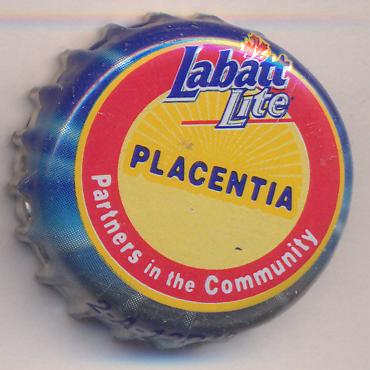 Labatt
Lite
PLACENTIA
Partners in the Community